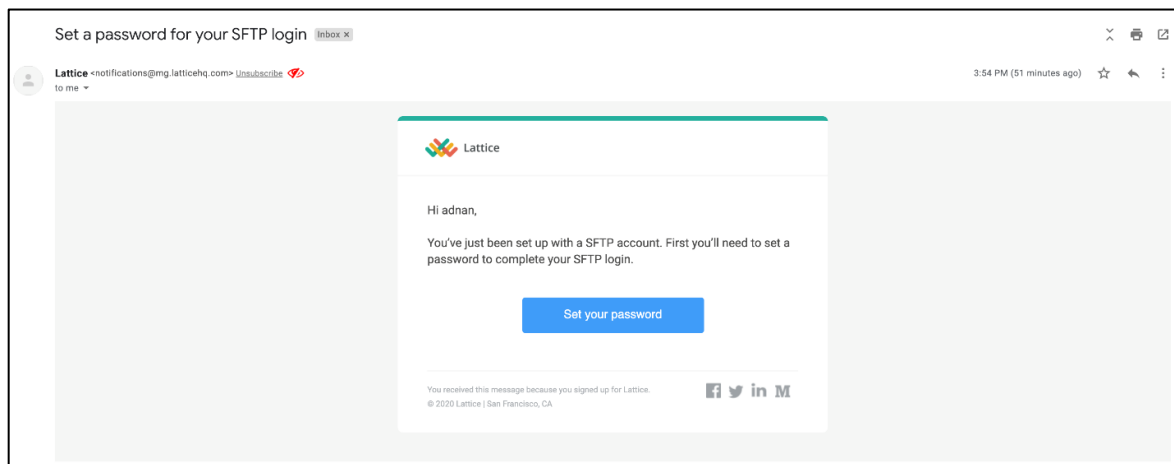 Set a password for your SFTP login Inbox x
Lattice <notifications@mg.latticehq.com> Unsubscribe
3:54 PM (51 minutes ago)
to me
Lattice
Hi adnan,
You've just been set up with a SFTP account. First you'll need to set a
password to complete your SFTP login.
Set your password
You received this message because you signed up for Lattice.
© 2020 Lattice | San Francisco, CA